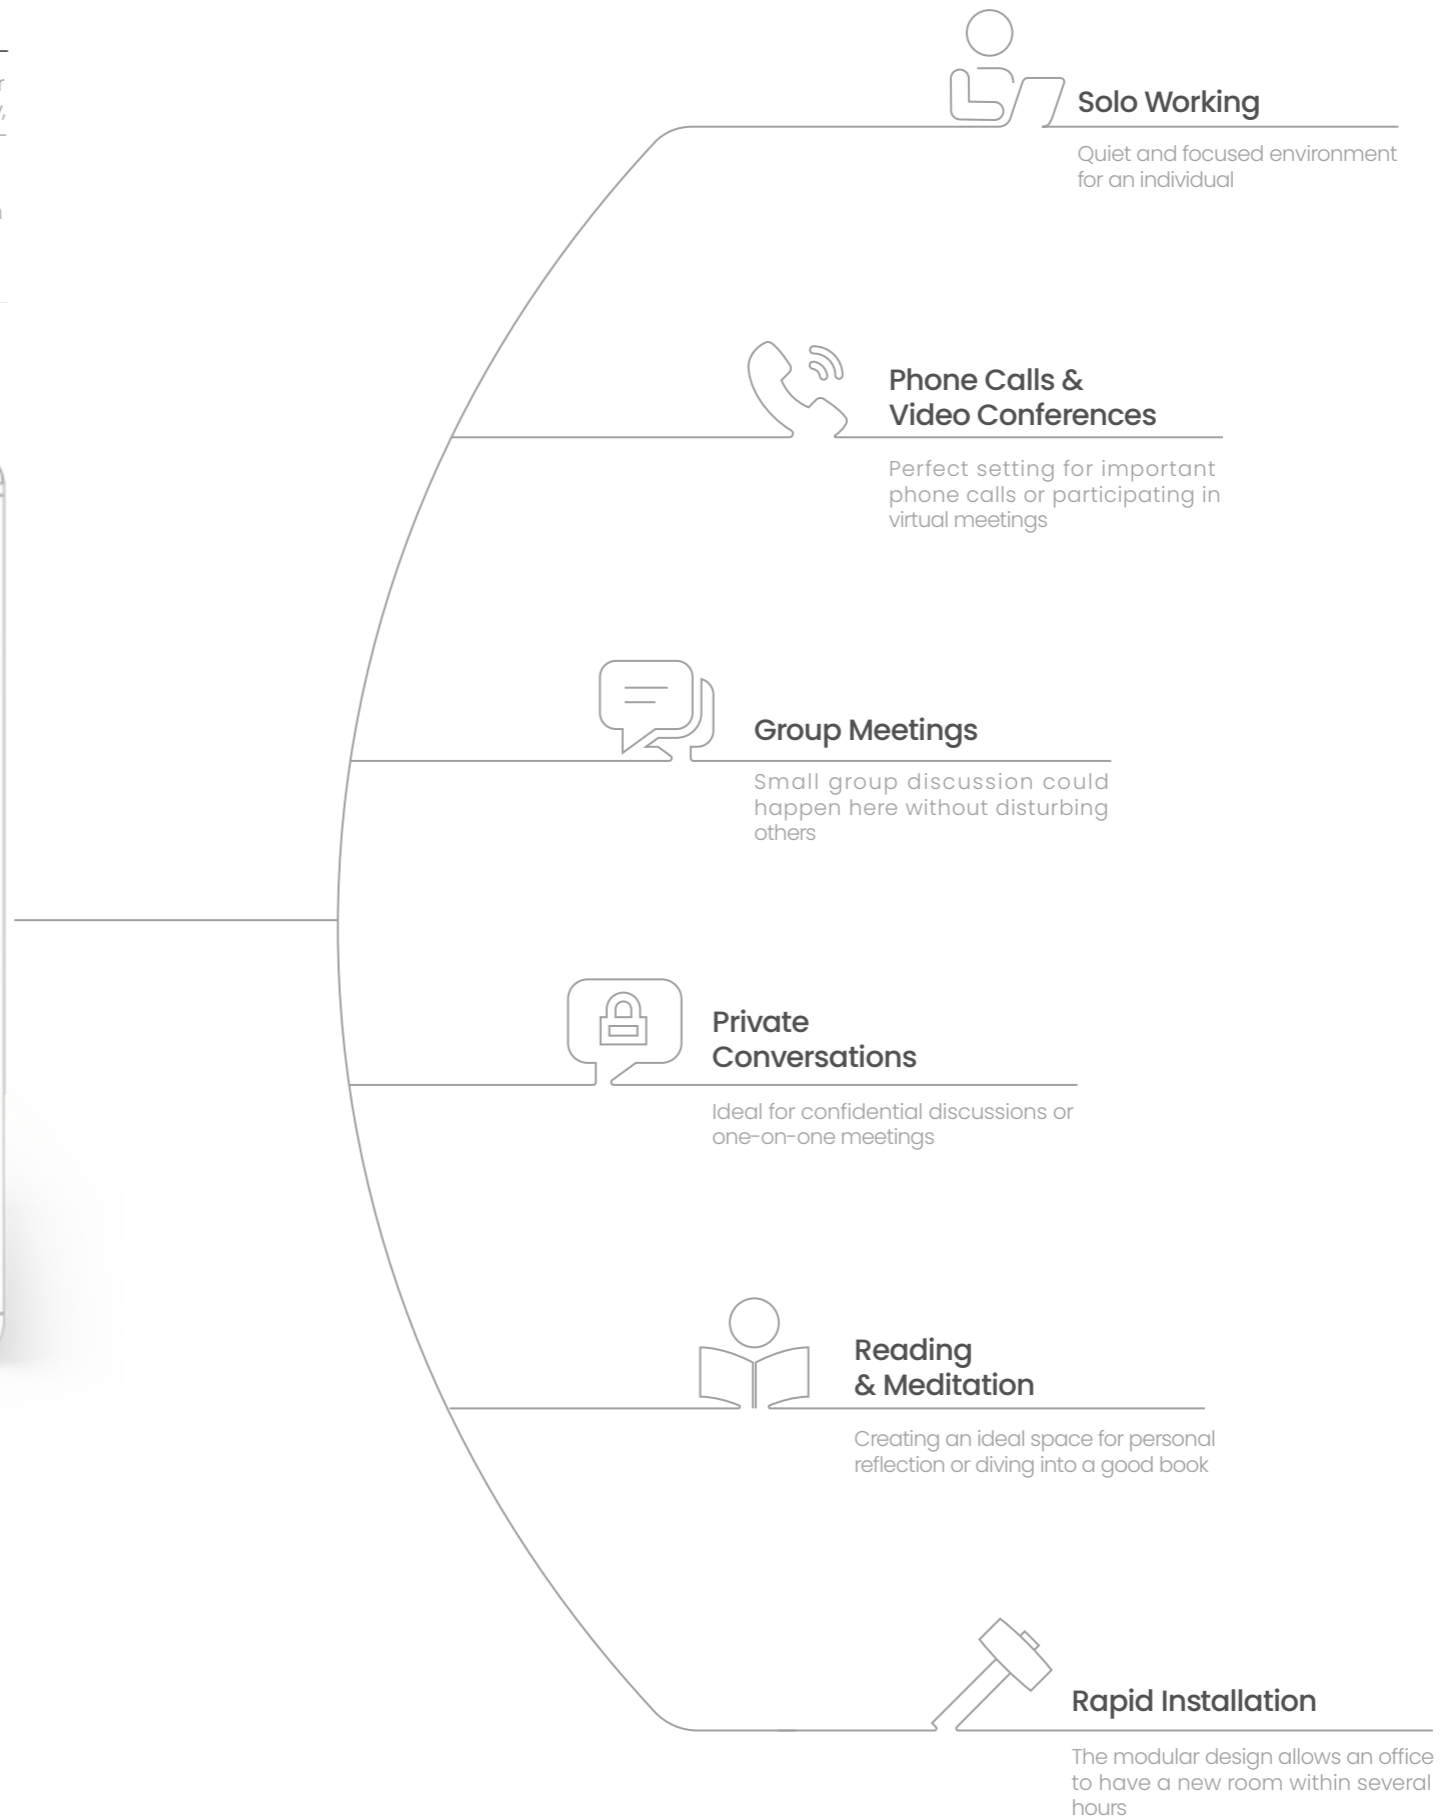 Solo Working
Quiet and focused environment
for an individual
Phone Calls &
Video Conferences
Perfect setting for important
phone calls or participating in
virtual meetings
Group Meetings
Small group discussion could
happen here without disturbing
others
Private
Conversations
Ideal for confidential discussions or
one-on-one meetings
Reading
& Meditation
Creating an ideal space for personal
reflection or diving into a good book
Rapid Installation
The modular design allows an office
to have a new room within several
hours